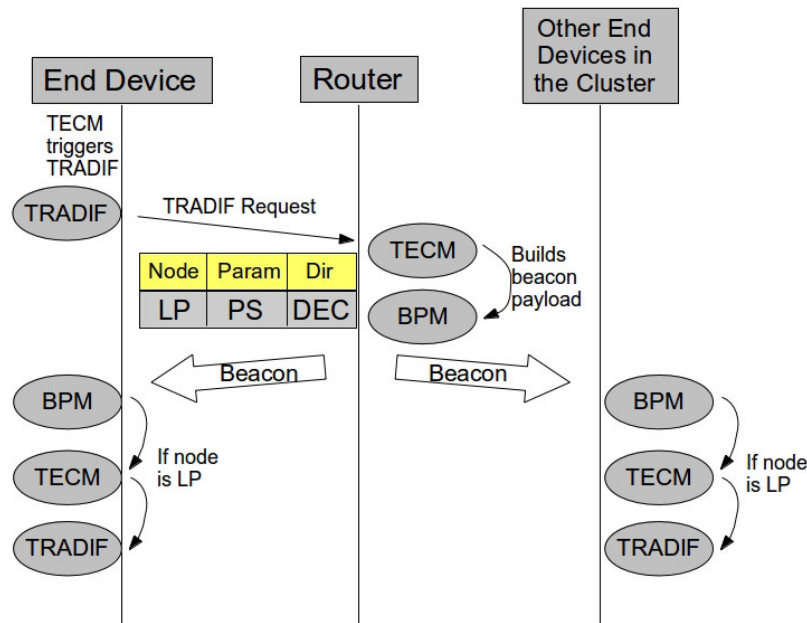 End Device
Router
Other End
Devices in
the Cluster
TECM
triggers
TRADIF
TRADIF
TRADIF Request
TECM
Builds
beacon
payload
Node Param Dir
LP PS DEC
BPM
Beacon
Beacon
BPM
If node
is LP
TECM
TRADIF
BPM
If node
is LP
TECM
TRADIF